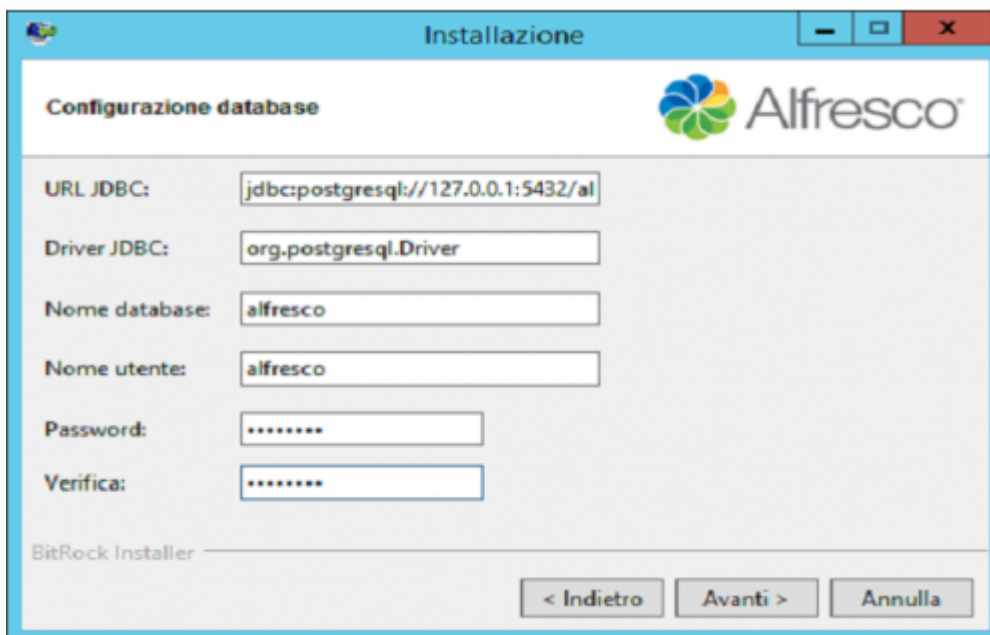 Installazione
Configurazione database
Alfresco
URL JDBC: jdbc:postgresql://127.0.0.1:5432/al
Driver JDBC: org.postgresql.Driver
Nome database: alfresco
Nome utente: alfresco
Password: ••••••••
Verifica: ••••••••
BitRock Installer
< Indietro Avanti > Annulla